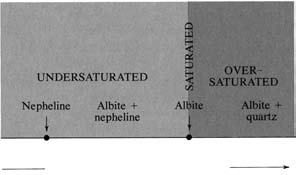 UNDERSATURATED
SATURATED
OVER-
SATURATED
Nepheline
Albite +
nepheline
Albite
Albite +
quartz